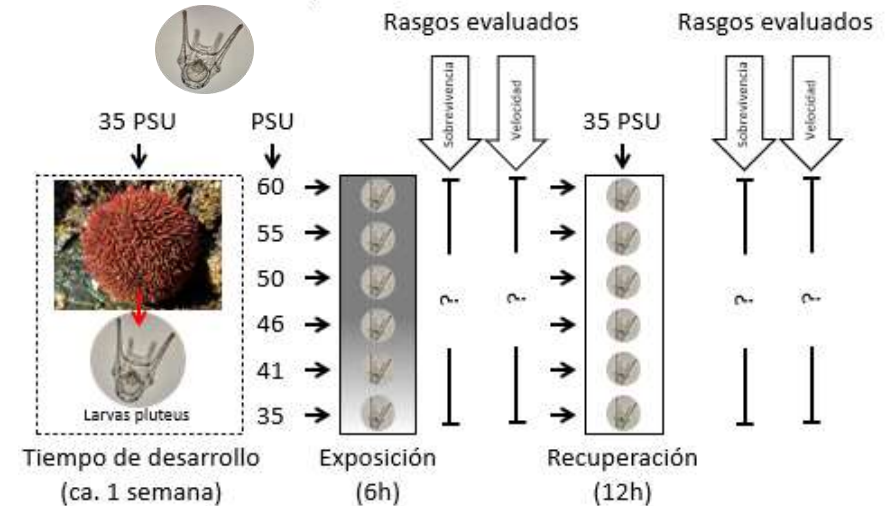 Rasgos evaluados
Rasgos evaluados
Sobrevivencia
Velocidad
Sobrevivencia
Velocidad
35 PSU
PSU
35 PSU
60
55
50
46
41
35
?
?
?
?
Larvas pluteus
Tiempo de desarrollo
(ca. 1 semana)
Exposición
(6h)
Recuperación
(12h)